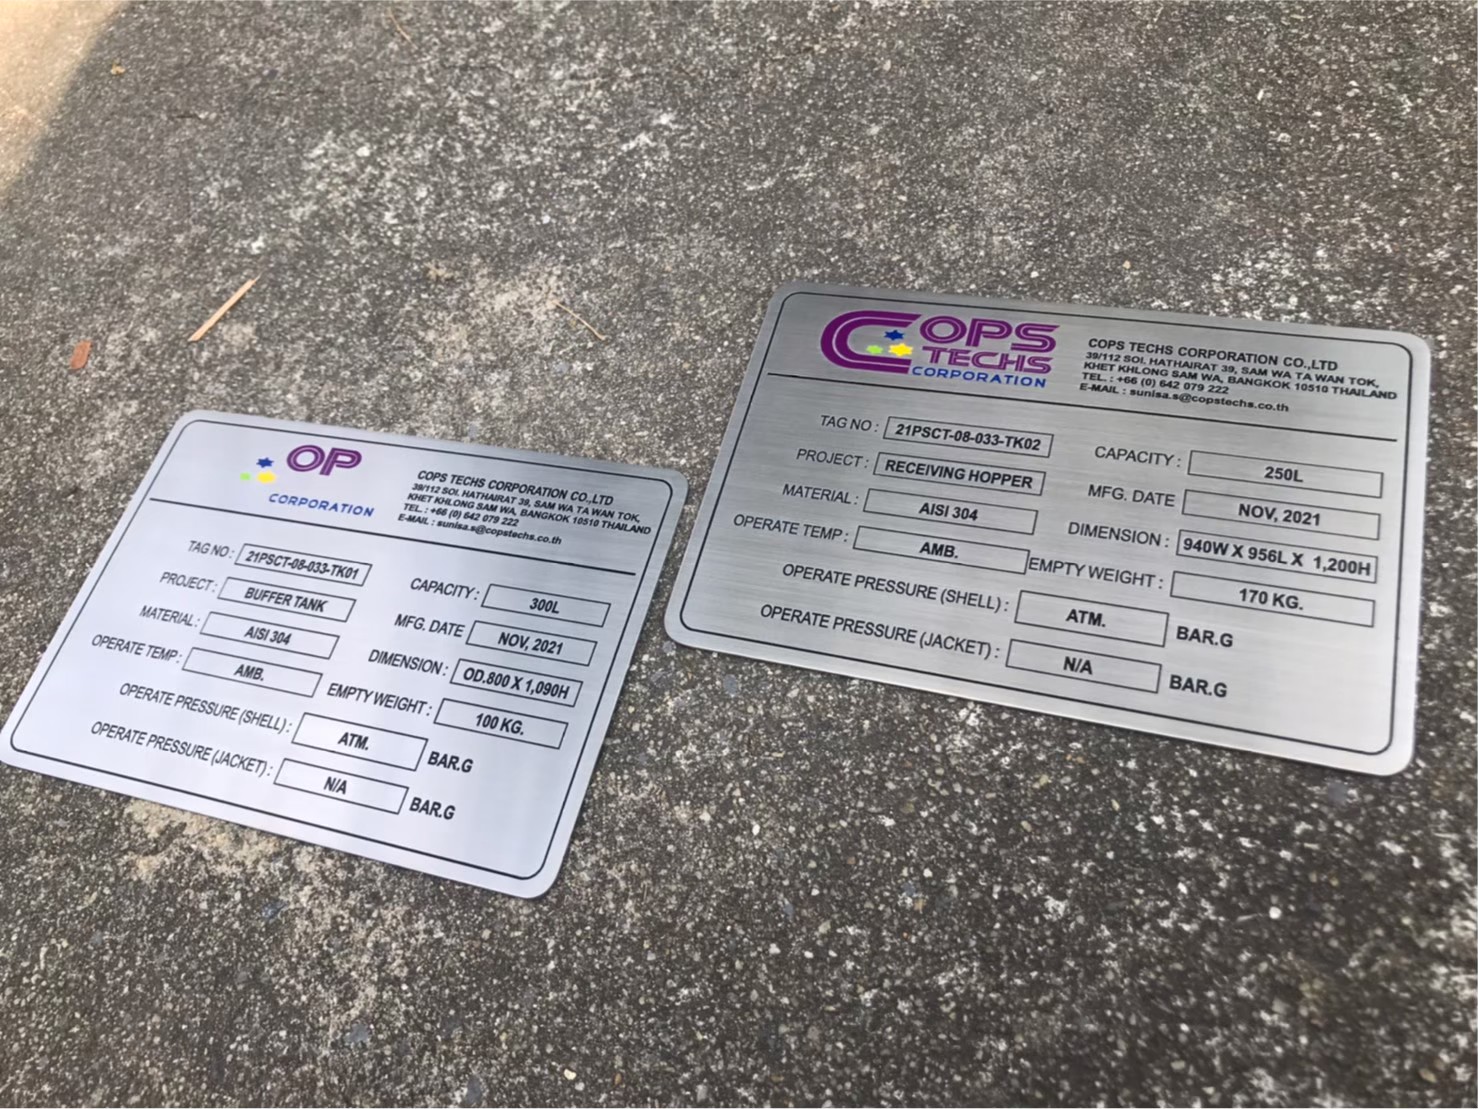 OP
CORPORATION
COPS TECHS CORPORATION CO.,LTD
39/112 SOI. HATHAIRAT 39, SAM WA TA WAN TOK,
KHET KHLONG SAM WA, BANGKOK 10510 THAILAND
TEL. : +66 (0) 642 079 222
E-MAIL : sunisa.s@copstechs.co.th
TAG NO : 21PSCT-08-033-TK01
CAPACITY : 300L
PROJECT : BUFFER TANK
MFG. DATE NOV, 2021
MATERIAL : AISI 304
DIMENSION : OD.800 X 1,090H
OPERATE TEMP : AMB.
EMPTY WEIGHT : 100 KG.
OPERATE PRESSURE (SHELL) : ATM. BAR.G
OPERATE PRESSURE (JACKET) : N/A BAR.G
COPS
TECHS
CORPORATION
COPS TECHS CORPORATION CO.,LTD
39/112 SOI. HATHAIRAT 39, SAM WA TA WAN TOK,
KHET KHLONG SAM WA, BANGKOK 10510 THAILAND
TEL. : +66 (0) 642 079 222
E-MAIL : sunisa.s@copstechs.co.th
TAG NO : 21PSCT-08-033-TK02
CAPACITY : 250L
PROJECT : RECEIVING HOPPER
MFG. DATE NOV, 2021
MATERIAL : AISI 304
DIMENSION : 940W X 956L X 1,200H
OPERATE TEMP : AMB.
EMPTY WEIGHT : 170 KG.
OPERATE PRESSURE (SHELL) : ATM. BAR.G
OPERATE PRESSURE (JACKET) : N/A BAR.G